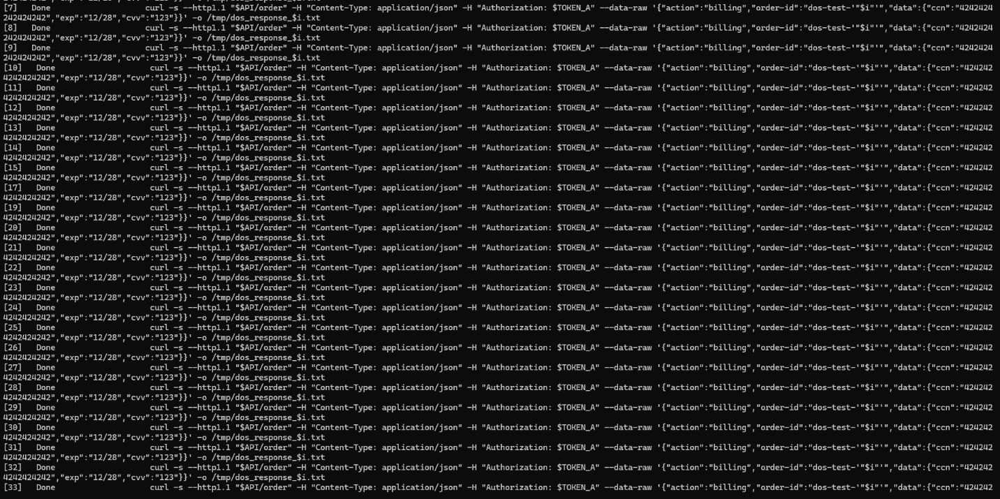 [7]   Done                    curl -s --http1.1 "$API/order" -H "Content-Type: application/json" -H "Authorization: $TOKEN_A" --data-raw '{"action":"billing","order-id":"dos-test-'"$i"'","data":{"ccn":"4242424
242424242","exp":"12/28","cvv":"123"}}' -o /tmp/dos_response_$i.txt
[8]   Done                    curl -s --http1.1 "$API/order" -H "Content-Type: application/json" -H "Authorization: $TOKEN_A" --data-raw '{"action":"billing","order-id":"dos-test-'"$i"'","data":{"ccn":"4242424
242424242","exp":"12/28","cvv":"123"}}' -o /tmp/dos_response_$i.txt
[9]   Done                    curl -s --http1.1 "$API/order" -H "Content-Type: application/json" -H "Authorization: $TOKEN_A" --data-raw '{"action":"billing","order-id":"dos-test-'"$i"'","data":{"ccn":"4242424
242424242","exp":"12/28","cvv":"123"}}' -o /tmp/dos_response_$i.txt
[10]   Done                    curl -s --http1.1 "$API/order" -H "Content-Type: application/json" -H "Authorization: $TOKEN_A" --data-raw '{"action":"billing","order-id":"dos-test-'"$i"'","data":{"ccn":"424242
4242424242","exp":"12/28","cvv":"123"}}' -o /tmp/dos_response_$i.txt
[11]   Done                    curl -s --http1.1 "$API/order" -H "Content-Type: application/json" -H "Authorization: $TOKEN_A" --data-raw '{"action":"billing","order-id":"dos-test-'"$i"'","data":{"ccn":"424242
4242424242","exp":"12/28","cvv":"123"}}' -o /tmp/dos_response_$i.txt
[12]   Done                    curl -s --http1.1 "$API/order" -H "Content-Type: application/json" -H "Authorization: $TOKEN_A" --data-raw '{"action":"billing","order-id":"dos-test-'"$i"'","data":{"ccn":"424242
4242424242","exp":"12/28","cvv":"123"}}' -o /tmp/dos_response_$i.txt
[13]   Done                    curl -s --http1.1 "$API/order" -H "Content-Type: application/json" -H "Authorization: $TOKEN_A" --data-raw '{"action":"billing","order-id":"dos-test-'"$i"'","data":{"ccn":"424242
4242424242","exp":"12/28","cvv":"123"}}' -o /tmp/dos_response_$i.txt
[14]   Done                    curl -s --http1.1 "$API/order" -H "Content-Type: application/json" -H "Authorization: $TOKEN_A" --data-raw '{"action":"billing","order-id":"dos-test-'"$i"'","data":{"ccn":"424242
4242424242","exp":"12/28","cvv":"123"}}' -o /tmp/dos_response_$i.txt
[15]   Done                    curl -s --http1.1 "$API/order" -H "Content-Type: application/json" -H "Authorization: $TOKEN_A" --data-raw '{"action":"billing","order-id":"dos-test-'"$i"'","data":{"ccn":"424242
4242424242","exp":"12/28","cvv":"123"}}' -o /tmp/dos_response_$i.txt
[17]   Done                    curl -s --http1.1 "$API/order" -H "Content-Type: application/json" -H "Authorization: $TOKEN_A" --data-raw '{"action":"billing","order-id":"dos-test-'"$i"'","data":{"ccn":"424242
4242424242","exp":"12/28","cvv":"123"}}' -o /tmp/dos_response_$i.txt
[19]   Done                    curl -s --http1.1 "$API/order" -H "Content-Type: application/json" -H "Authorization: $TOKEN_A" --data-raw '{"action":"billing","order-id":"dos-test-'"$i"'","data":{"ccn":"424242
4242424242","exp":"12/28","cvv":"123"}}' -o /tmp/dos_response_$i.txt
[20]   Done                    curl -s --http1.1 "$API/order" -H "Content-Type: application/json" -H "Authorization: $TOKEN_A" --data-raw '{"action":"billing","order-id":"dos-test-'"$i"'","data":{"ccn":"424242
4242424242","exp":"12/28","cvv":"123"}}' -o /tmp/dos_response_$i.txt
[21]   Done                    curl -s --http1.1 "$API/order" -H "Content-Type: application/json" -H "Authorization: $TOKEN_A" --data-raw '{"action":"billing","order-id":"dos-test-'"$i"'","data":{"ccn":"424242
4242424242","exp":"12/28","cvv":"123"}}' -o /tmp/dos_response_$i.txt
[22]   Done                    curl -s --http1.1 "$API/order" -H "Content-Type: application/json" -H "Authorization: $TOKEN_A" --data-raw '{"action":"billing","order-id":"dos-test-'"$i"'","data":{"ccn":"424242
4242424242","exp":"12/28","cvv":"123"}}' -o /tmp/dos_response_$i.txt
[23]   Done                    curl -s --http1.1 "$API/order" -H "Content-Type: application/json" -H "Authorization: $TOKEN_A" --data-raw '{"action":"billing","order-id":"dos-test-'"$i"'","data":{"ccn":"424242
4242424242","exp":"12/28","cvv":"123"}}' -o /tmp/dos_response_$i.txt
[24]   Done                    curl -s --http1.1 "$API/order" -H "Content-Type: application/json" -H "Authorization: $TOKEN_A" --data-raw '{"action":"billing","order-id":"dos-test-'"$i"'","data":{"ccn":"424242
4242424242","exp":"12/28","cvv":"123"}}' -o /tmp/dos_response_$i.txt
[25]   Done                    curl -s --http1.1 "$API/order" -H "Content-Type: application/json" -H "Authorization: $TOKEN_A" --data-raw '{"action":"billing","order-id":"dos-test-'"$i"'","data":{"ccn":"424242
4242424242","exp":"12/28","cvv":"123"}}' -o /tmp/dos_response_$i.txt
[26]   Done                    curl -s --http1.1 "$API/order" -H "Content-Type: application/json" -H "Authorization: $TOKEN_A" --data-raw '{"action":"billing","order-id":"dos-test-'"$i"'","data":{"ccn":"424242
4242424242","exp":"12/28","cvv":"123"}}' -o /tmp/dos_response_$i.txt
[27]   Done                    curl -s --http1.1 "$API/order" -H "Content-Type: application/json" -H "Authorization: $TOKEN_A" --data-raw '{"action":"billing","order-id":"dos-test-'"$i"'","data":{"ccn":"424242
4242424242","exp":"12/28","cvv":"123"}}' -o /tmp/dos_response_$i.txt
[28]   Done                    curl -s --http1.1 "$API/order" -H "Content-Type: application/json" -H "Authorization: $TOKEN_A" --data-raw '{"action":"billing","order-id":"dos-test-'"$i"'","data":{"ccn":"424242
4242424242","exp":"12/28","cvv":"123"}}' -o /tmp/dos_response_$i.txt
[29]   Done                    curl -s --http1.1 "$API/order" -H "Content-Type: application/json" -H "Authorization: $TOKEN_A" --data-raw '{"action":"billing","order-id":"dos-test-'"$i"'","data":{"ccn":"424242
4242424242","exp":"12/28","cvv":"123"}}' -o /tmp/dos_response_$i.txt
[30]   Done                    curl -s --http1.1 "$API/order" -H "Content-Type: application/json" -H "Authorization: $TOKEN_A" --data-raw '{"action":"billing","order-id":"dos-test-'"$i"'","data":{"ccn":"424242
4242424242","exp":"12/28","cvv":"123"}}' -o /tmp/dos_response_$i.txt
[31]   Done                    curl -s --http1.1 "$API/order" -H "Content-Type: application/json" -H "Authorization: $TOKEN_A" --data-raw '{"action":"billing","order-id":"dos-test-'"$i"'","data":{"ccn":"424242
4242424242","exp":"12/28","cvv":"123"}}' -o /tmp/dos_response_$i.txt
[32]   Done                    curl -s --http1.1 "$API/order" -H "Content-Type: application/json" -H "Authorization: $TOKEN_A" --data-raw '{"action":"billing","order-id":"dos-test-'"$i"'","data":{"ccn":"424242
4242424242","exp":"12/28","cvv":"123"}}' -o /tmp/dos_response_$i.txt
[33]   Done                    curl -s --http1.1 "$API/order" -H "Content-Type: application/json" -H "Authorization: $TOKEN_A" --data-raw '{"action":"billing","order-id":"dos-test-'"$i"'","data":{"ccn":"424242